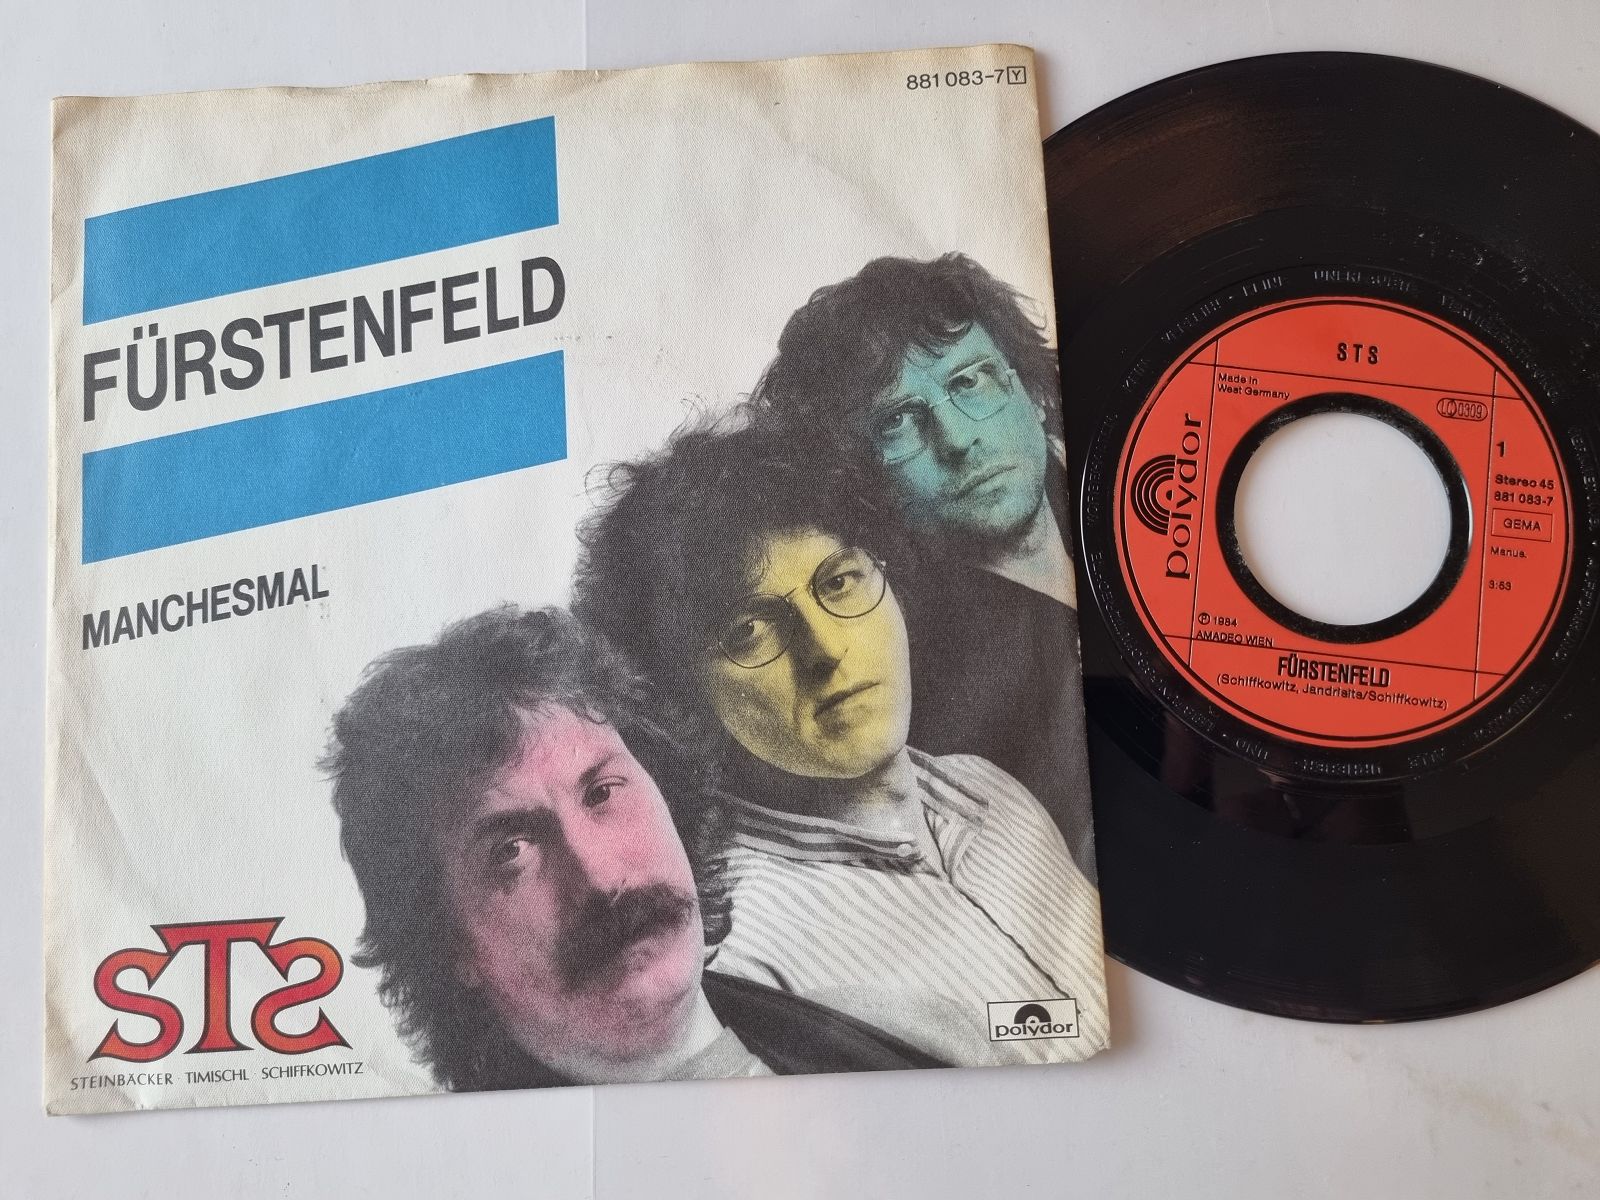 881 083-7 Y
FÜRSTENFELD
MANCHESMAL
STS
STEINBÄCKER · TIMISCHL · SCHIFFKOWITZ
polydor
STS
Made in
West Germany
LC 0309
polydor
1
Stereo 45
881 083-7
GEMA
Manus.
3:53
Ⓟ 1984
AMADEO WIEN
FÜRSTENFELD
(Schiffkowitz, Jandrisits/Schiffkowitz)